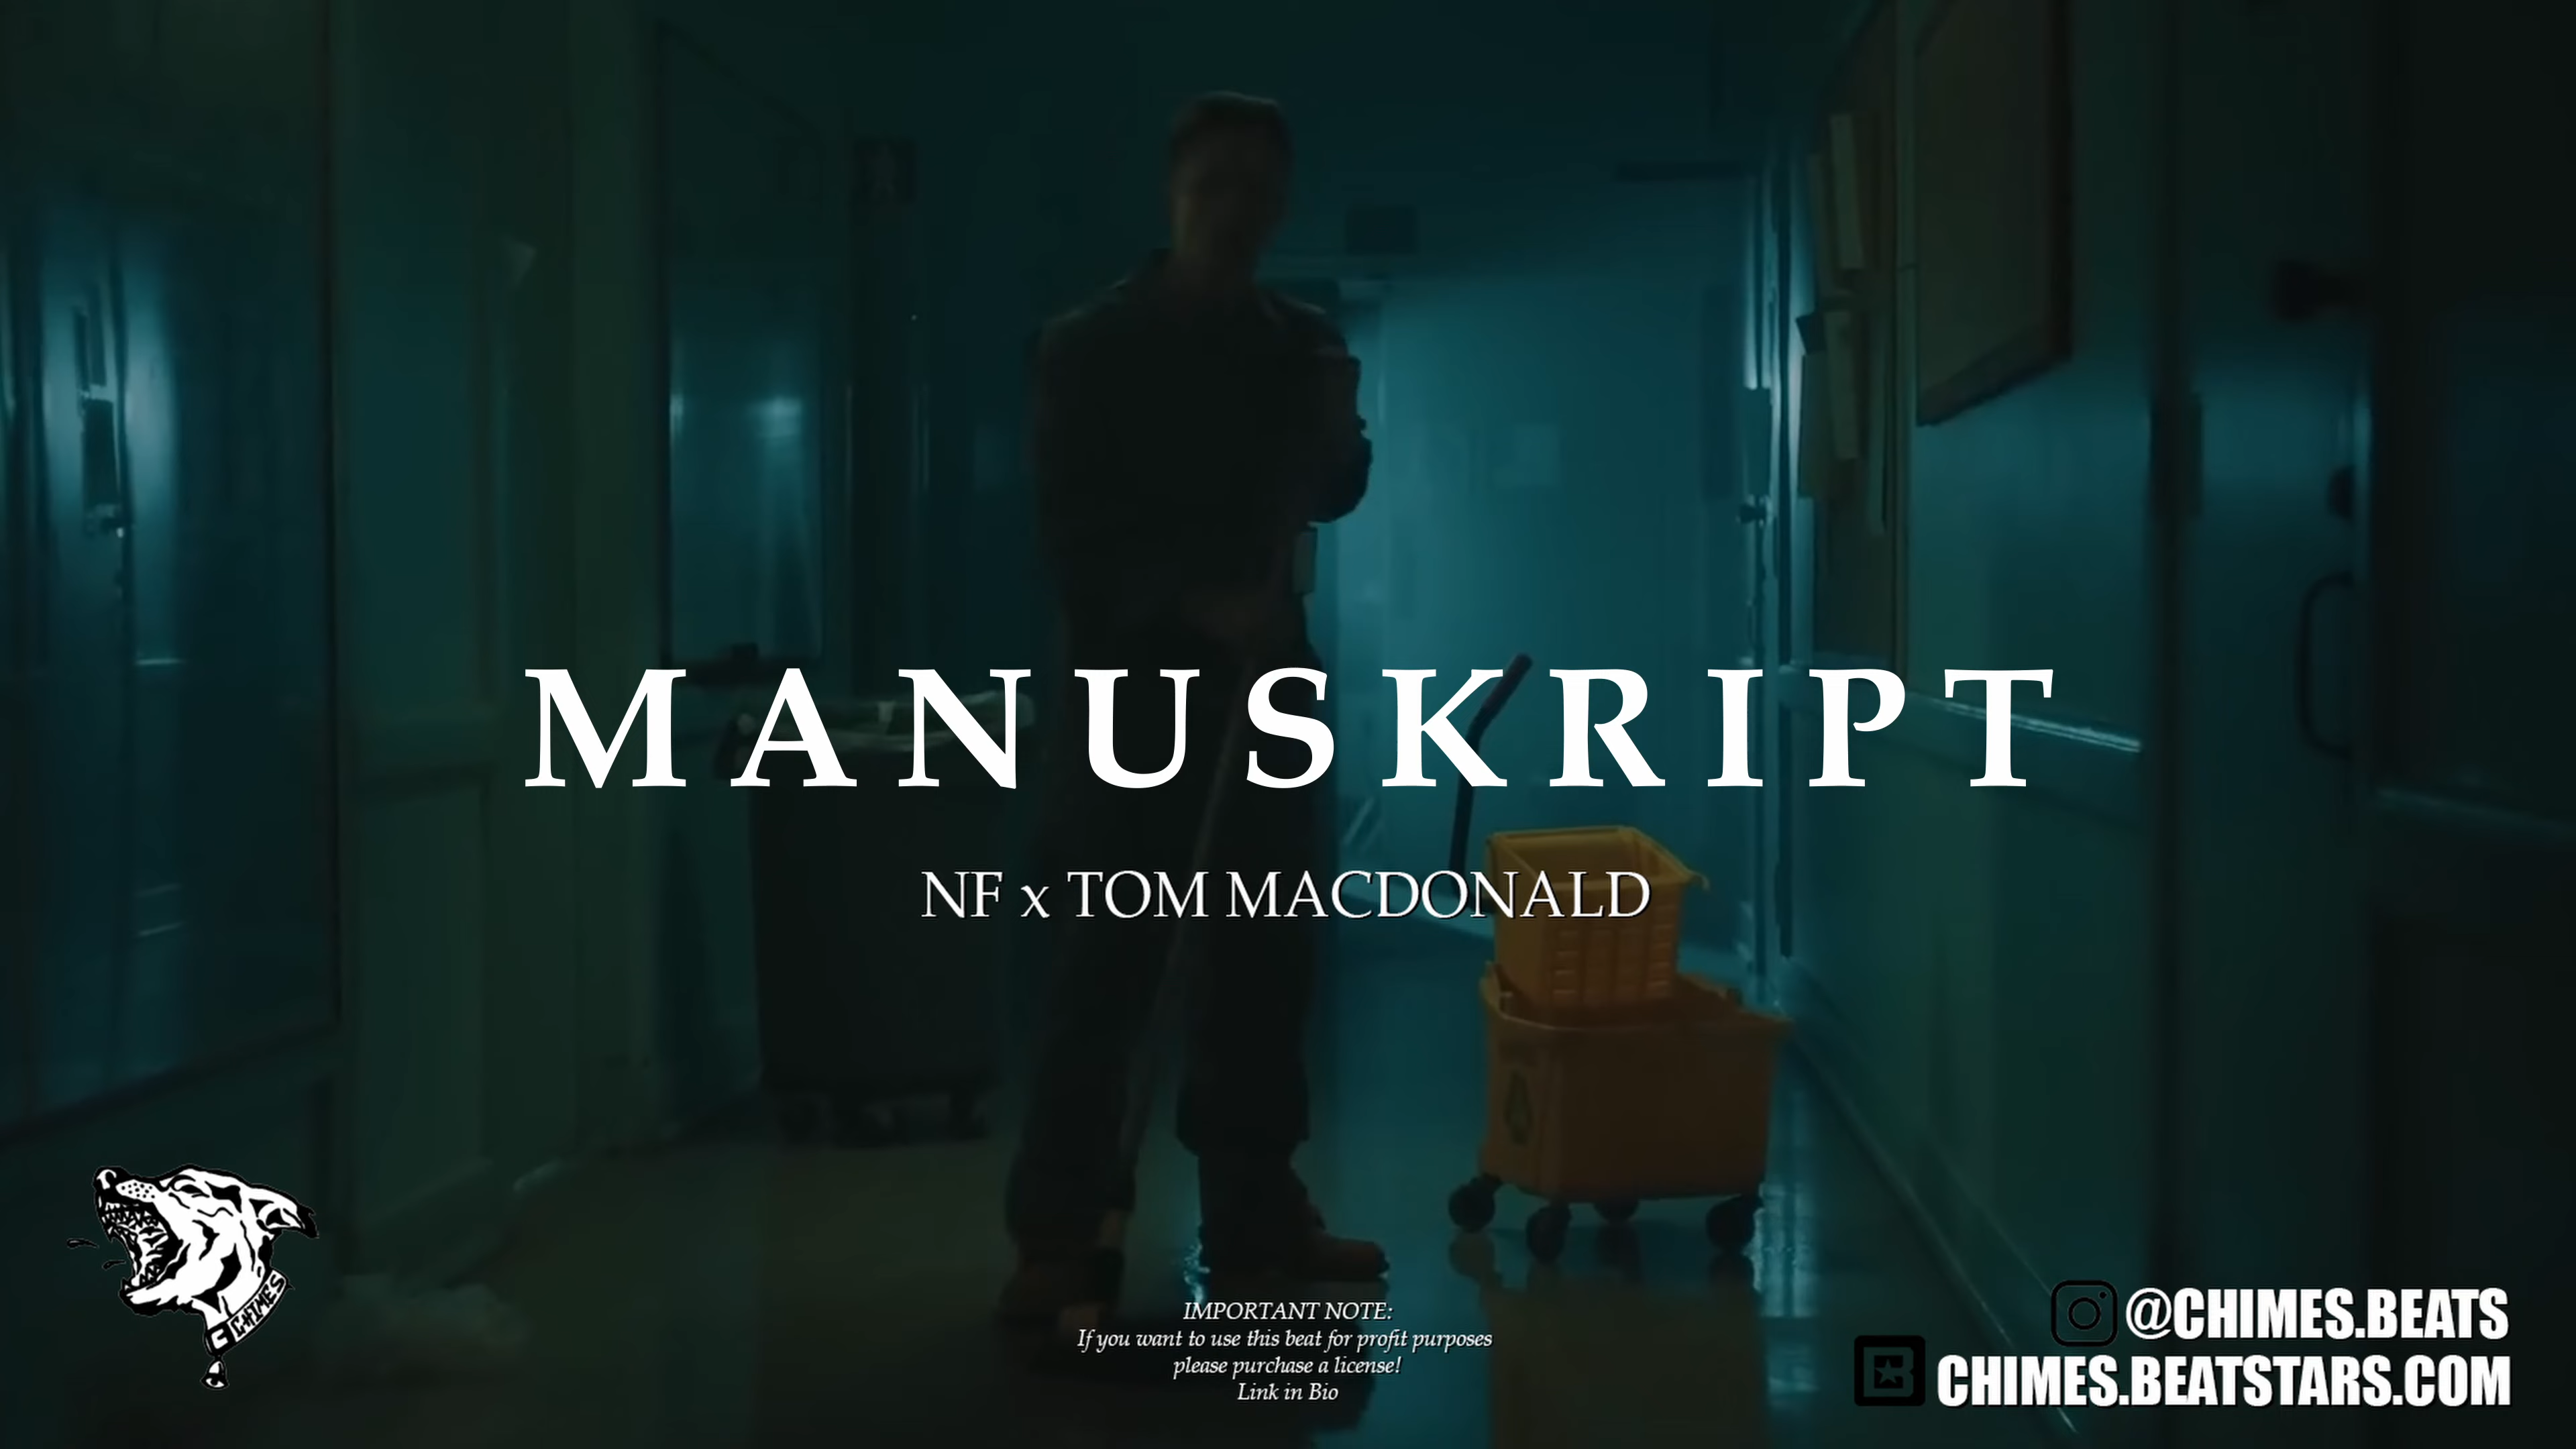 MANUSKRIPT
NF x TOM MACDONALD
CHIMES
C
IMPORTANT NOTE:
If you want to use this beat for profit purposes
please purchase a license!
Link in Bio
@CHIMES.BEATS
B CHIMES.BEATSTARS.COM